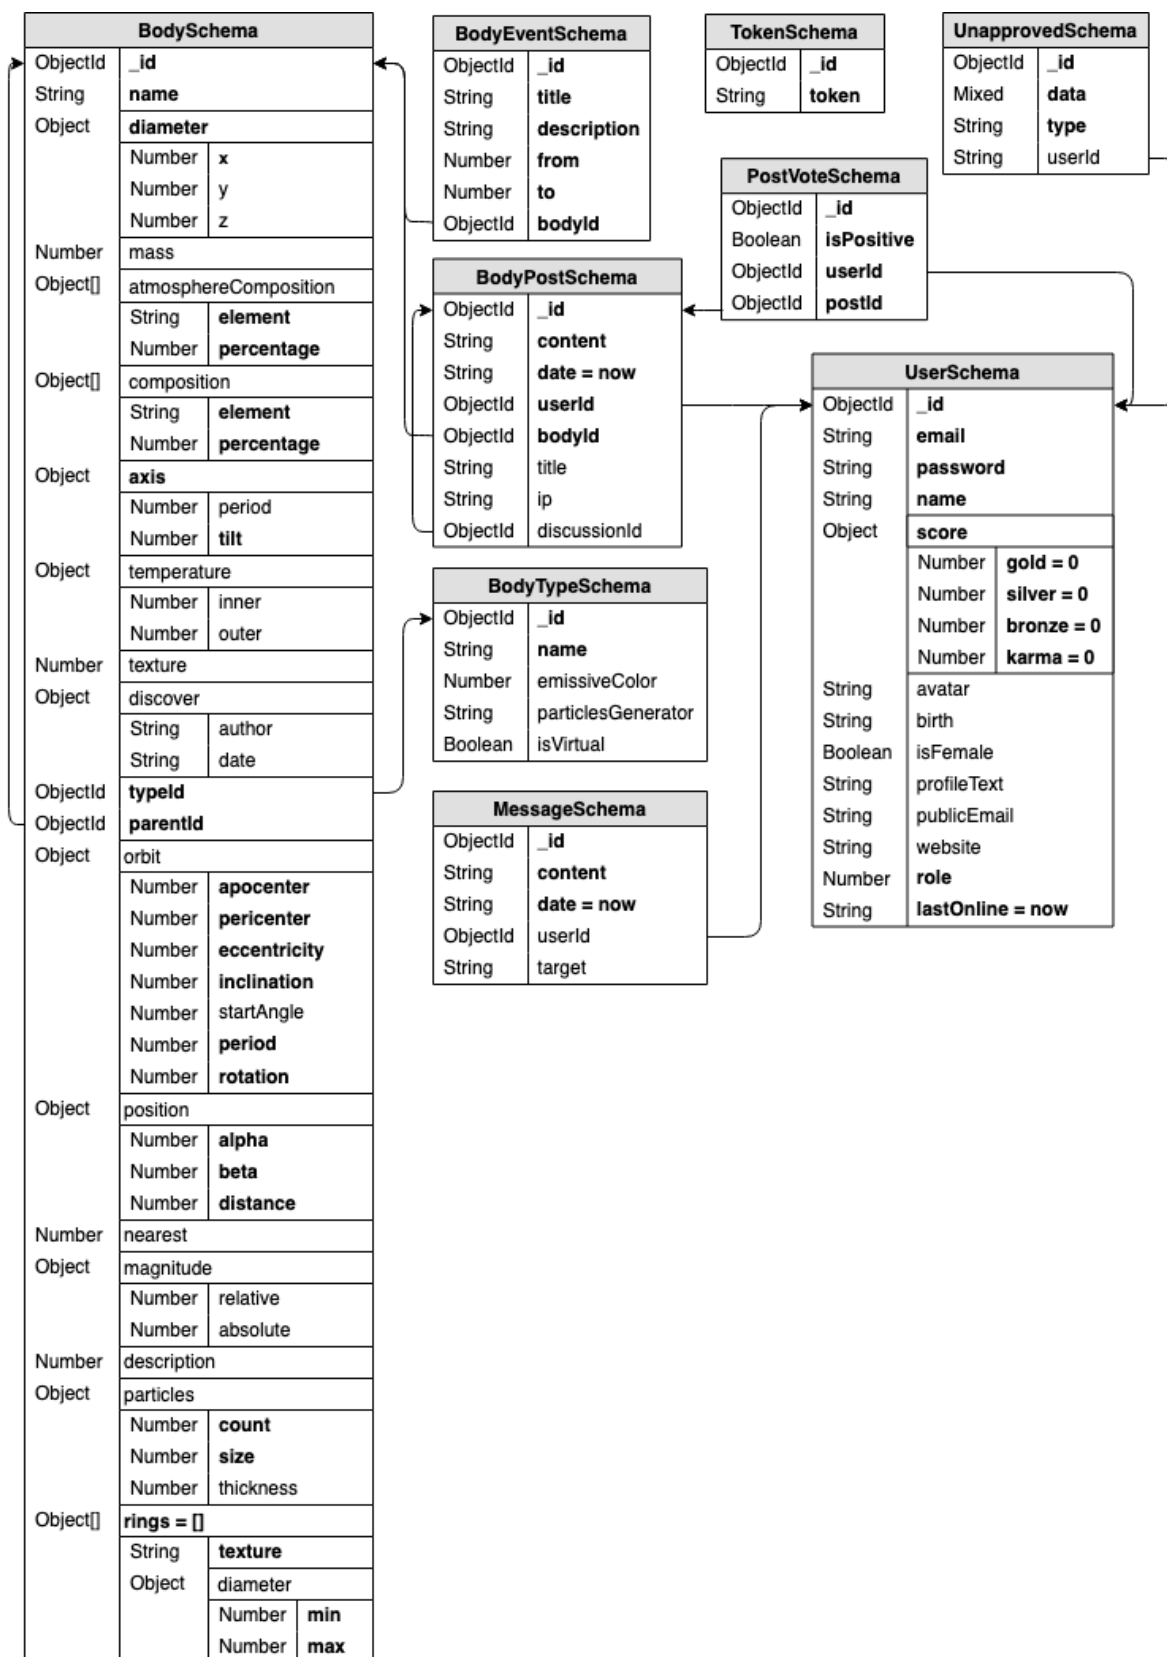 BodySchema
ObjectId _id
String name
Object diameter
Number x
Number y
Number z
Number mass
Object[] atmosphereComposition
String element
Number percentage
Object[] composition
String element
Number percentage
Object axis
Number period
Number tilt
Object temperature
Number inner
Number outer
Number texture
Object discover
String author
String date
ObjectId typeId
ObjectId parentId
Object orbit
Number apocenter
Number pericenter
Number eccentricity
Number inclination
Number startAngle
Number period
Number rotation
Object position
Number alpha
Number beta
Number distance
Number nearest
Object magnitude
Number relative
Number absolute
Number description
Object particles
Number count
Number size
Number thickness
Object[] rings = []
String texture
Object diameter
Number min
Number max
BodyEventSchema
ObjectId _id
String title
String description
Number from
Number to
ObjectId bodyId
BodyPostSchema
ObjectId _id
String content
String date = now
ObjectId userId
ObjectId bodyId
String title
String ip
ObjectId discussionId
BodyTypeSchema
ObjectId _id
String name
Number emissiveColor
String particlesGenerator
Boolean isVirtual
MessageSchema
ObjectId _id
String content
String date = now
ObjectId userId
String target
TokenSchema
ObjectId _id
String token
PostVoteSchema
ObjectId _id
Boolean isPositive
ObjectId userId
ObjectId postId
UnapprovedSchema
ObjectId _id
Mixed data
String type
String userId
UserSchema
ObjectId _id
String email
String password
String name
Object score
Number gold = 0
Number silver = 0
Number bronze = 0
Number karma = 0
String avatar
String birth
Boolean isFemale
String profileText
String publicEmail
String website
Number role
String lastOnline = now